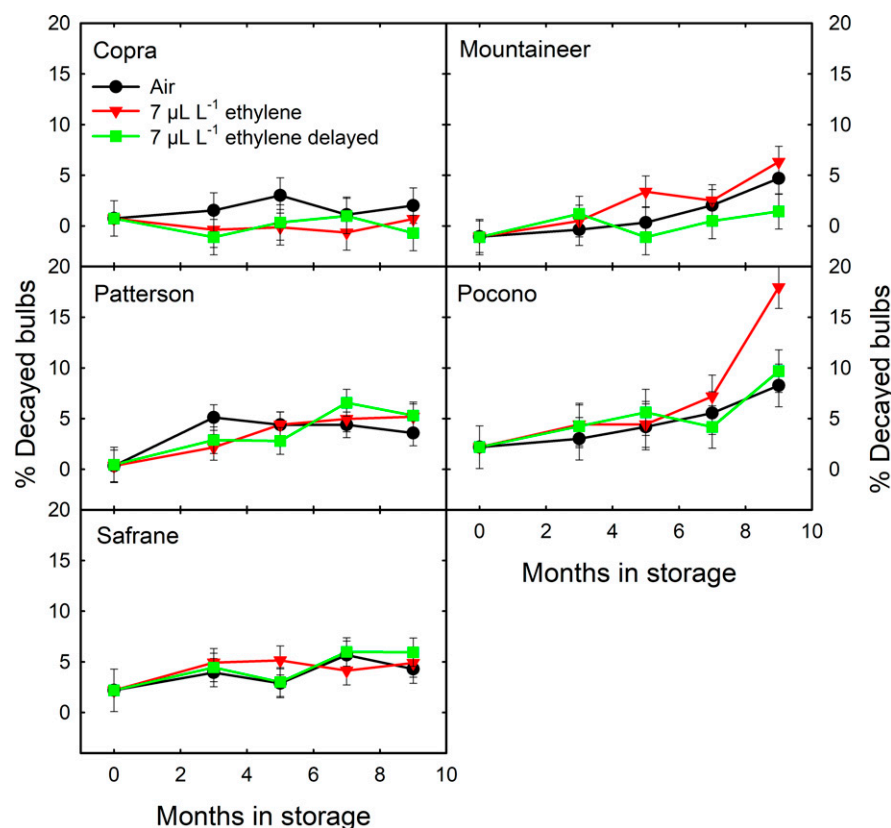 20 20
Copra Mountaineer
15 15
Air
7 µL L⁻¹ ethylene
10 10
7 µL L⁻¹ ethylene delayed
5 5
0 0
20 20
Patterson Pocono
15 15
10 10
5 5
0 0
% Decayed bulbs
% Decayed bulbs
20
0 2 4 6 8 10
Safrane
Months in storage
15
10
5
0
0 2 4 6 8 10
Months in storage